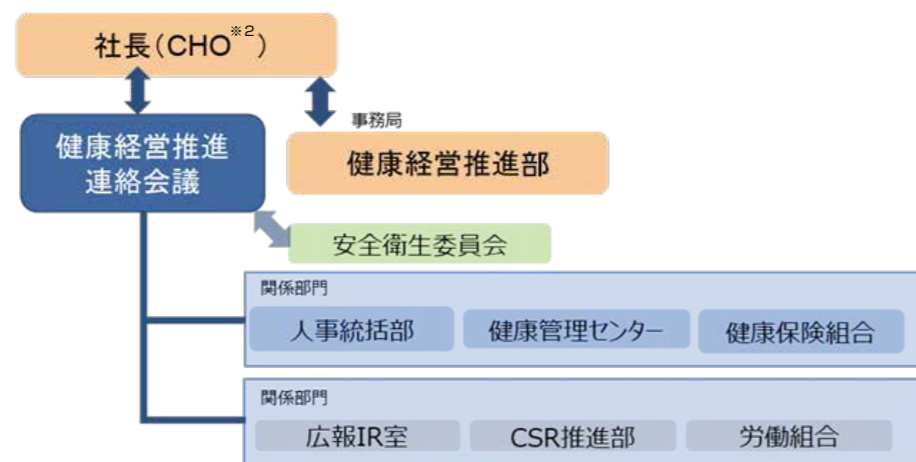 社長(CHO※2)
事務局
健康経営推進
連絡会議
健康経営推進部
安全衛生委員会
関係部門
人事統括部
健康管理センター
健康保険組合
関係部門
広報IR室
CSR推進部
労働組合